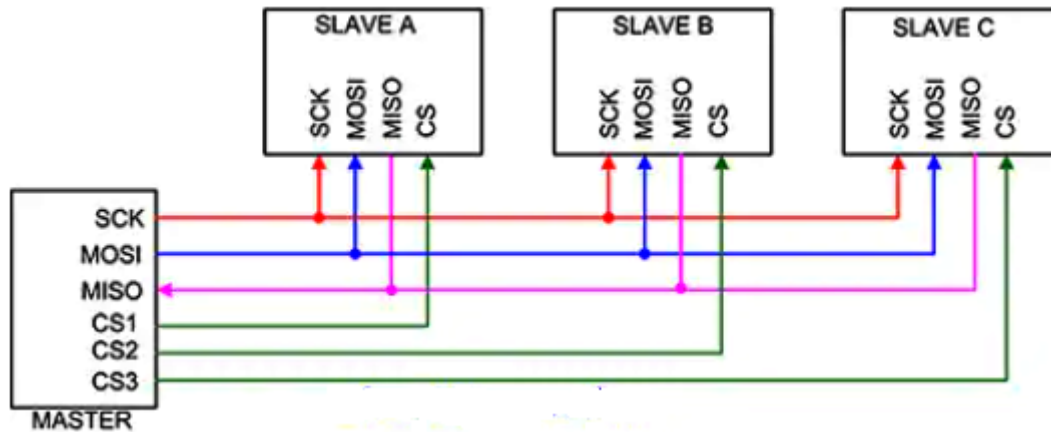 SLAVE A
SCK
MOSI
MISO
CS
SLAVE B
SCK
MOSI
MISO
CS
SLAVE C
SCK
MOSI
MISO
CS
SCK
MOSI
MISO
CS1
CS2
CS3
MASTER